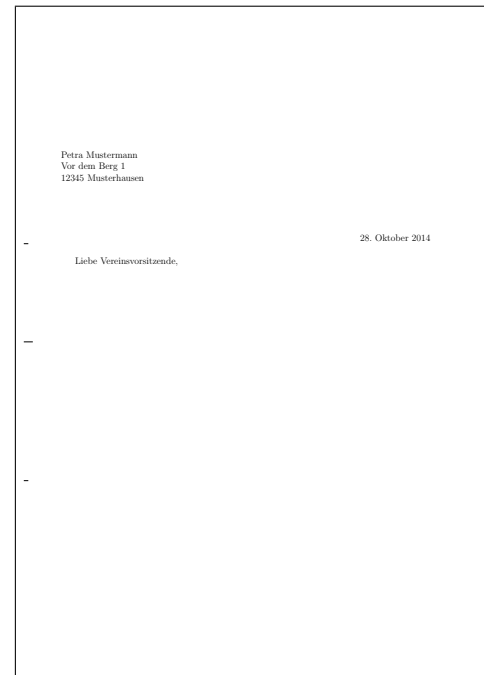 Petra Mustermann
Vor dem Berg 1
12345 Musterhausen
28. Oktober 2014
Liebe Vereinsvorsitzende,